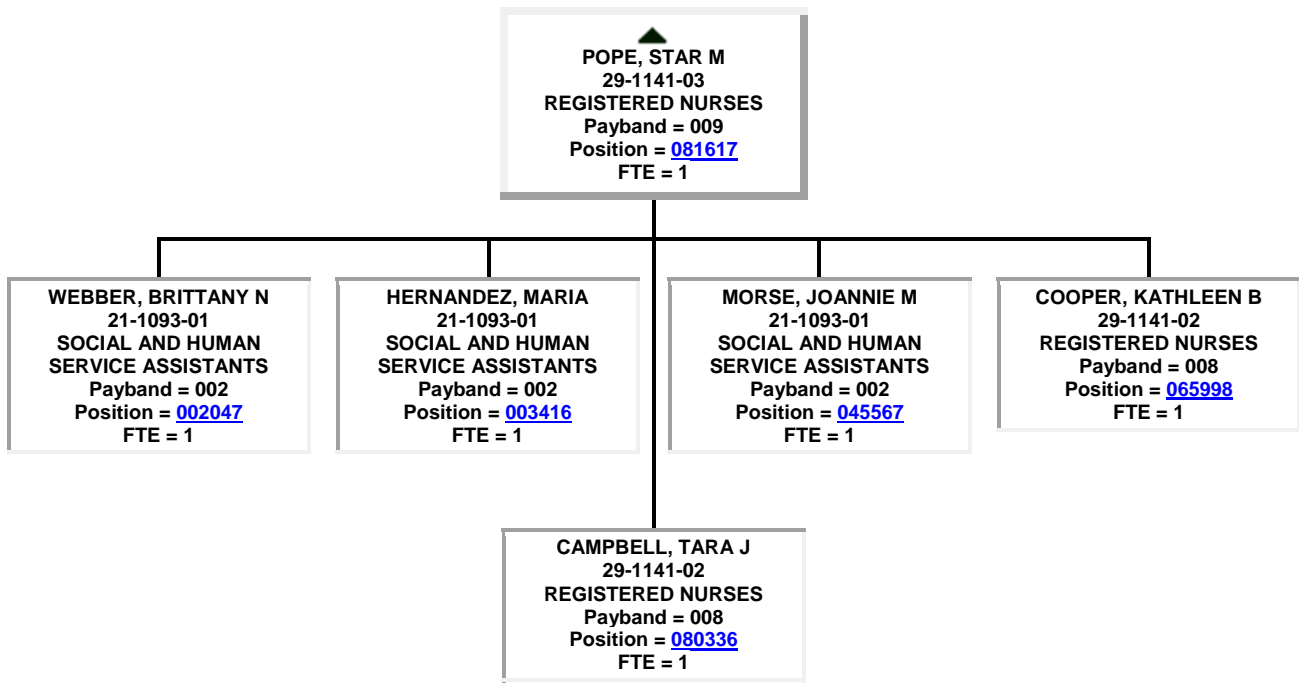 POPE, STAR M
29-1141-03
REGISTERED NURSES
Payband = 009
Position = 081617
FTE = 1
WEBBER, BRITTANY N
21-1093-01
SOCIAL AND HUMAN
SERVICE ASSISTANTS
Payband = 002
Position = 002047
FTE = 1
HERNANDEZ, MARIA
21-1093-01
SOCIAL AND HUMAN
SERVICE ASSISTANTS
Payband = 002
Position = 003416
FTE = 1
MORSE, JOANNIE M
21-1093-01
SOCIAL AND HUMAN
SERVICE ASSISTANTS
Payband = 002
Position = 045567
FTE = 1
COOPER, KATHLEEN B
29-1141-02
REGISTERED NURSES
Payband = 008
Position = 065998
FTE = 1
CAMPBELL, TARA J
29-1141-02
REGISTERED NURSES
Payband = 008
Position = 080336
FTE = 1